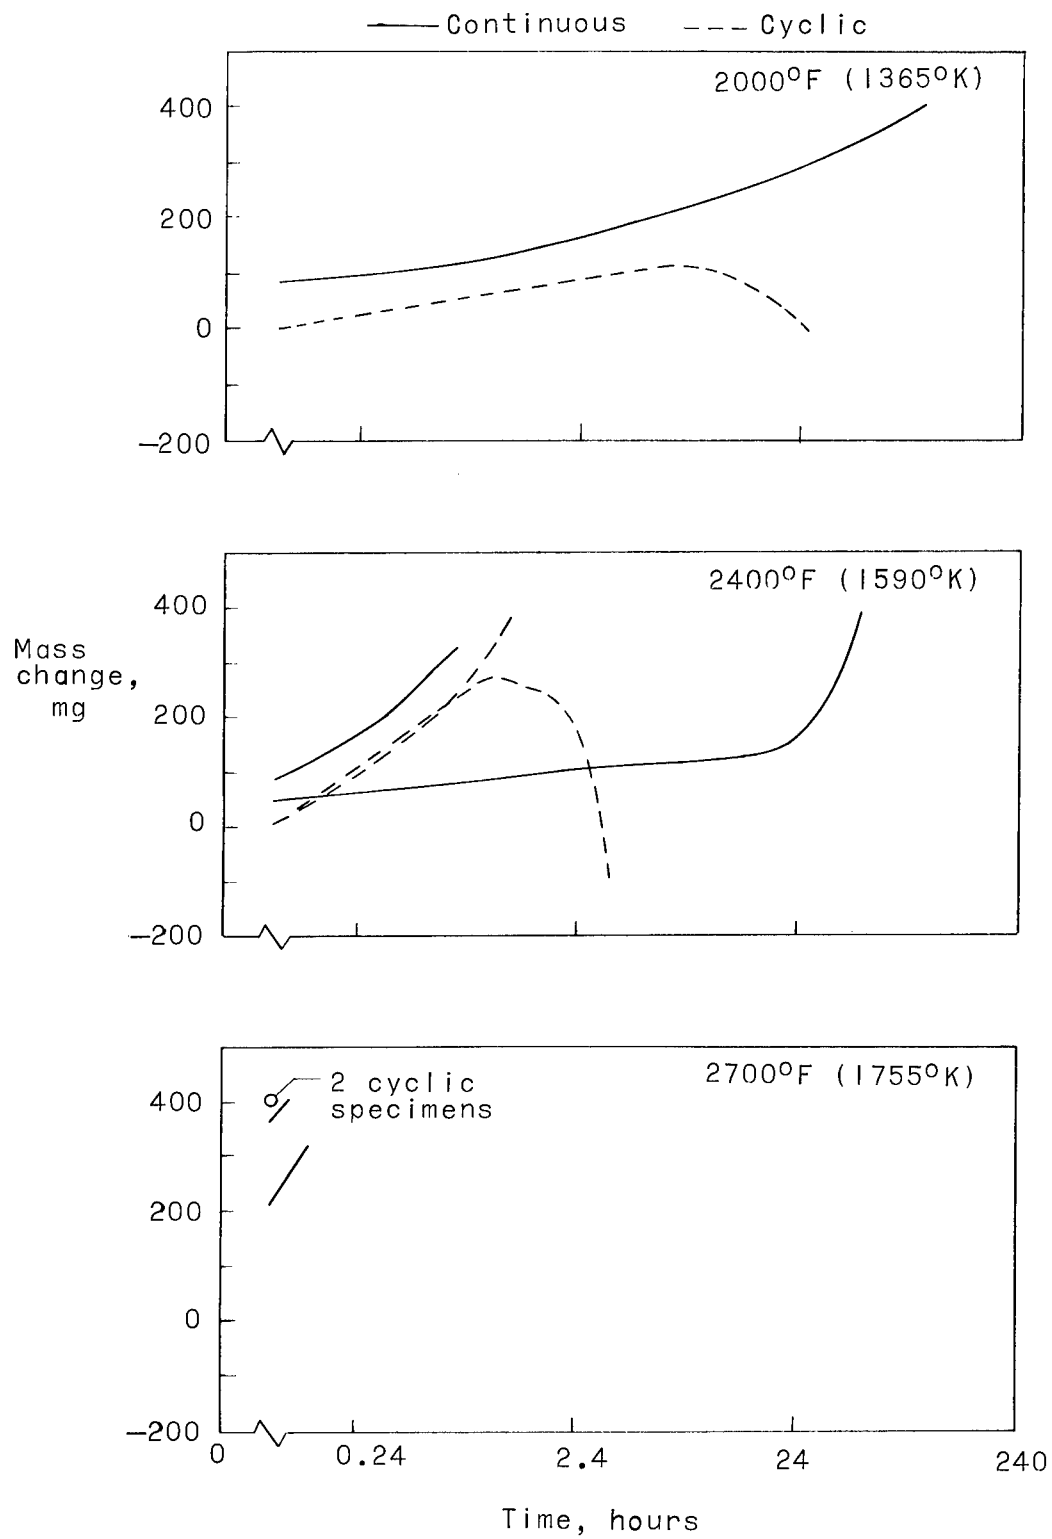 Continuous
Cyclic
2000°F (1365°K)
400
200
0
−200
2400°F (1590°K)
400
200
0
−200
Mass
change,
mg
2700°F (1755°K)
2 cyclic
specimens
400
200
0
−200
0 0.24 2.4 24 240
Time, hours